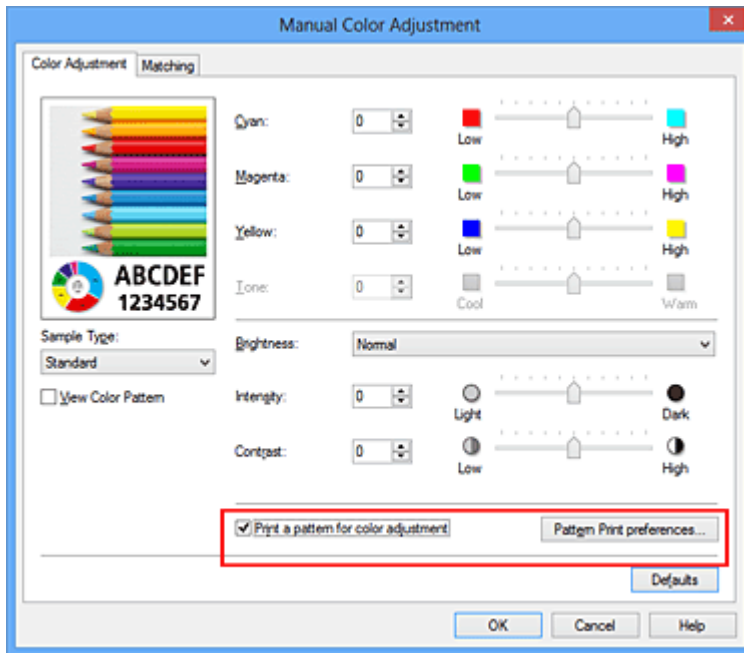 Manual Color Adjustment
Color Adjustment Matching
ABCDEF
1234567
Sample Type:
Standard
View Color Pattern
Cyan: 0 Low High
Magenta: 0 Low High
Yellow: 0 Low High
Tone: 0 Cool Warm
Brightness: Normal
Intensity: 0 Light Dark
Contrast: 0 Low High
Print a pattern for color adjustment Pattern Print preferences...
Defaults
OK Cancel Help